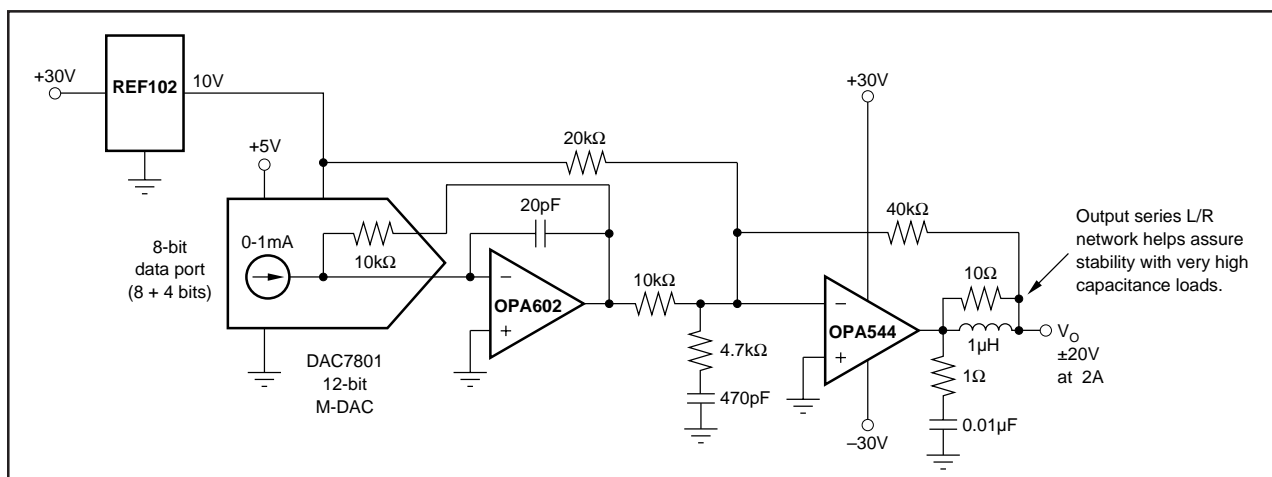 +30V
REF102
10V
+5V
8-bit
data port
(8 + 4 bits)
0-1mA
10kΩ
DAC7801
12-bit
M-DAC
20pF
–
+
OPA602
20kΩ
10kΩ
4.7kΩ
470pF
+30V
40kΩ
–
+
OPA544
–30V
10Ω
1µH
1Ω
0.01µF
Output series L/R
network helps assure
stability with very high
capacitance loads.
VO
±20V
at 2A